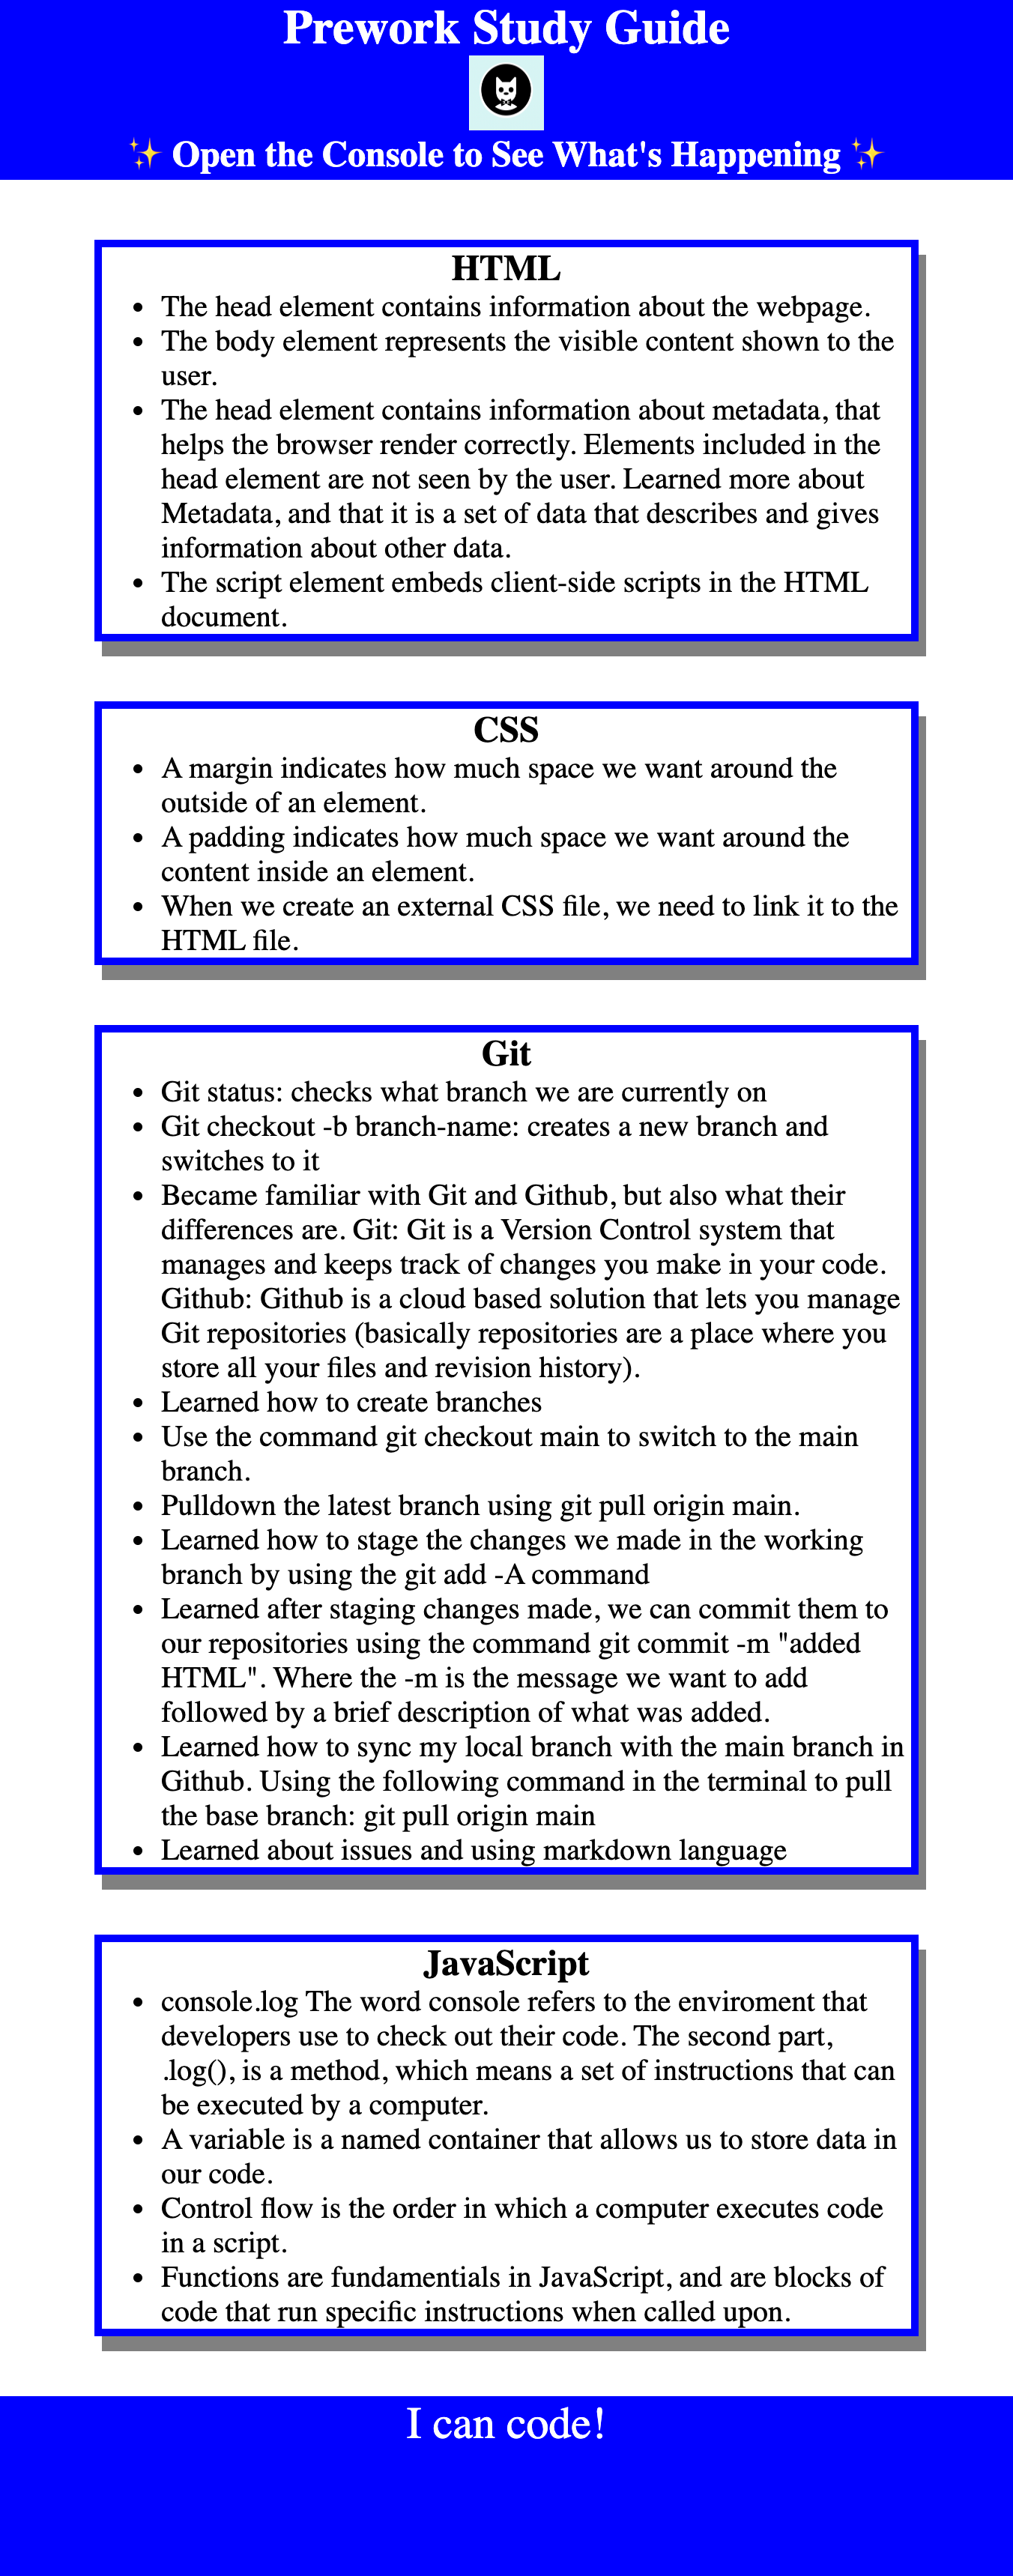 Prework Study Guide
✨ Open the Console to See What's Happening ✨
HTML
• The head element contains information about the webpage.
• The body element represents the visible content shown to the
user.
• The head element contains information about metadata, that
helps the browser render correctly. Elements included in the
head element are not seen by the user. Learned more about
Metadata, and that it is a set of data that describes and gives
information about other data.
• The script element embeds client-side scripts in the HTML
document.
CSS
• A margin indicates how much space we want around the
outside of an element.
• A padding indicates how much space we want around the
content inside an element.
• When we create an external CSS file, we need to link it to the
HTML file.
Git
• Git status: checks what branch we are currently on
• Git checkout -b branch-name: creates a new branch and
switches to it
• Became familiar with Git and Github, but also what their
differences are. Git: Git is a Version Control system that
manages and keeps track of changes you make in your code.
Github: Github is a cloud based solution that lets you manage
Git repositories (basically repositories are a place where you
store all your files and revision history).
• Learned how to create branches
• Use the command git checkout main to switch to the main
branch.
• Pulldown the latest branch using git pull origin main.
• Learned how to stage the changes we made in the working
branch by using the git add -A command
• Learned after staging changes made, we can commit them to
our repositories using the command git commit -m "added
HTML". Where the -m is the message we want to add
followed by a brief description of what was added.
• Learned how to sync my local branch with the main branch in
Github. Using the following command in the terminal to pull
the base branch: git pull origin main
• Learned about issues and using markdown language
JavaScript
• console.log The word console refers to the enviroment that
developers use to check out their code. The second part,
.log(), is a method, which means a set of instructions that can
be executed by a computer.
• A variable is a named container that allows us to store data in
our code.
• Control flow is the order in which a computer executes code
in a script.
• Functions are fundamentials in JavaScript, and are blocks of
code that run specific instructions when called upon.
I can code!